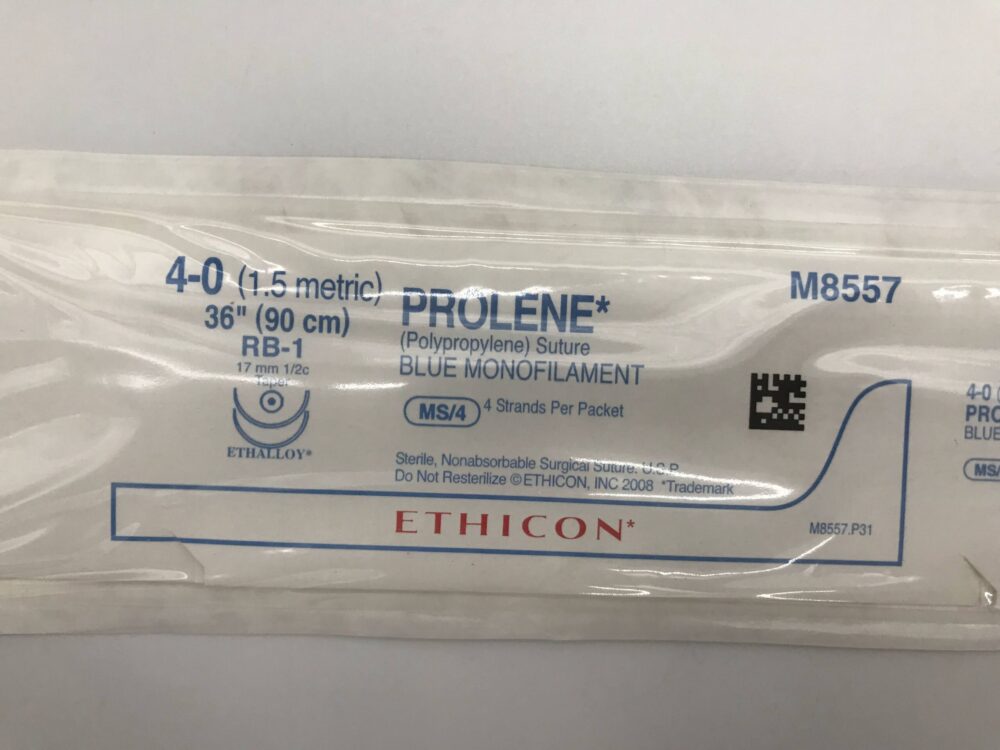 4-0 (1.5 metric)
36" (90 cm)
RB-1
17 mm 1/2c
Taper
ETHALLOY*
PROLENE*
(Polypropylene) Suture
BLUE MONOFILAMENT
MS/4 4 Strands Per Packet
Sterile, Nonabsorbable Surgical Suture. U.S.P.
Do Not Resterilize © ETHICON, INC 2008 *Trademark
ETHICON*
M8557
M8557.P31
4-0
PRO
BLUE
MS/